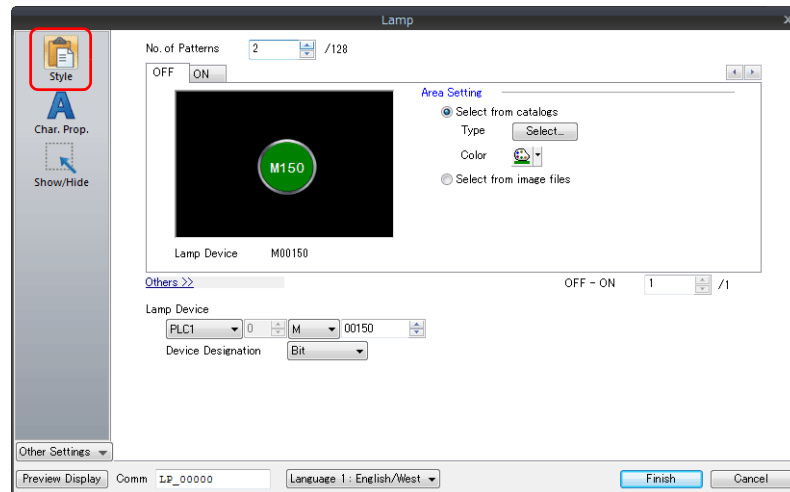 Lamp
x
Style
Char. Prop.
Show/Hide
No. of Patterns 2 /128
OFF ON
M150
Lamp Device M00150
Area Setting
Select from catalogs
Type Select...
Color
Select from image files
Others >>
OFF - ON 1 /1
Lamp Device
PLC1 0 M 00150
Device Designation Bit
Other Settings
Preview Display Comm LP_00000 Language 1 : English/West Finish Cancel